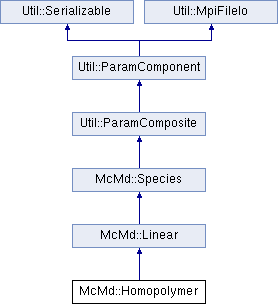 Util::Serializable
Util::MpiFileIo
Util::ParamComponent
Util::ParamComposite
McMd::Species
McMd::Linear
McMd::Homopolymer